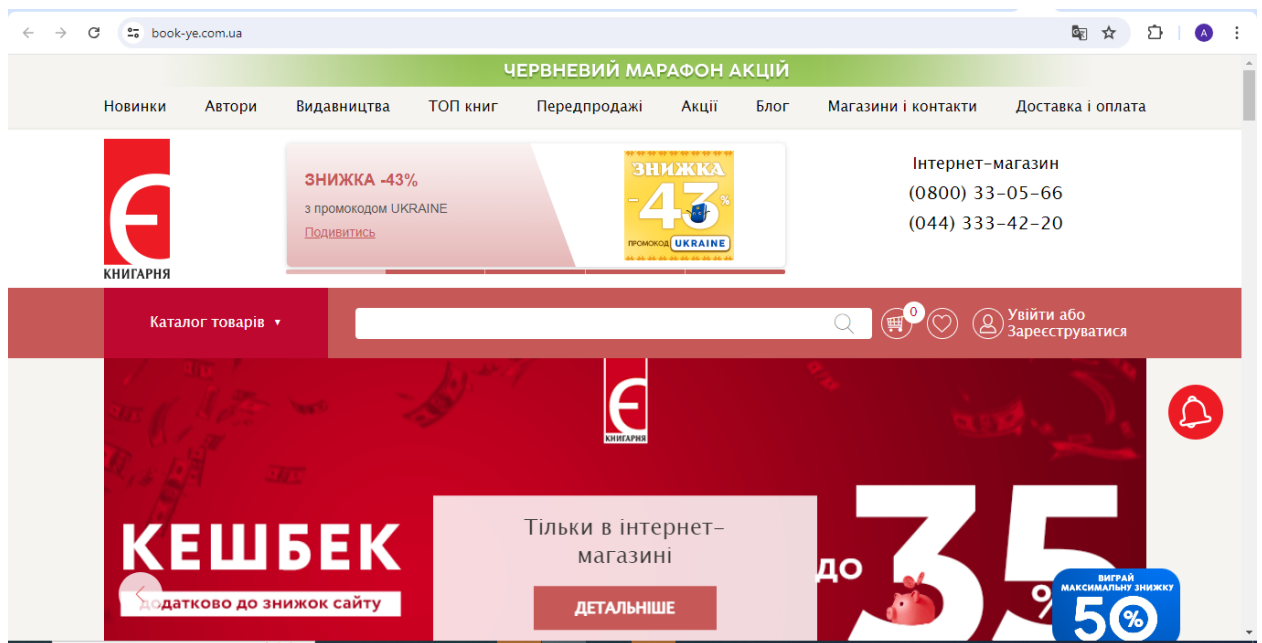 book-ye.com.ua
A
ЧЕРВНЕВИЙ МАРАФОН АКЦІЙ
Новинки Автори Видавництва ТОП книг Передпродажі Акції Блог Магазини і контакти Доставка і оплата
Є
КНИГАРНЯ
ЗНИЖКА -43%
з промокодом UKRAINE
Подивитись
ЗНИЖКА
-43%
ПРОМОКОД UKRAINE
Інтернет-магазин
(0800) 33-05-66
(044) 333-42-20
Каталог товарів
0
Увійти або
Зареєструватися
Є
КНИГАРНЯ
КЕШБЕК
додатково до знижок сайту
Тільки в інтернет-
магазині
ДЕТАЛЬНІШЕ
ДО 35%
ВИГРАЙ
МАКСИМАЛЬНУ ЗНИЖКУ
50%